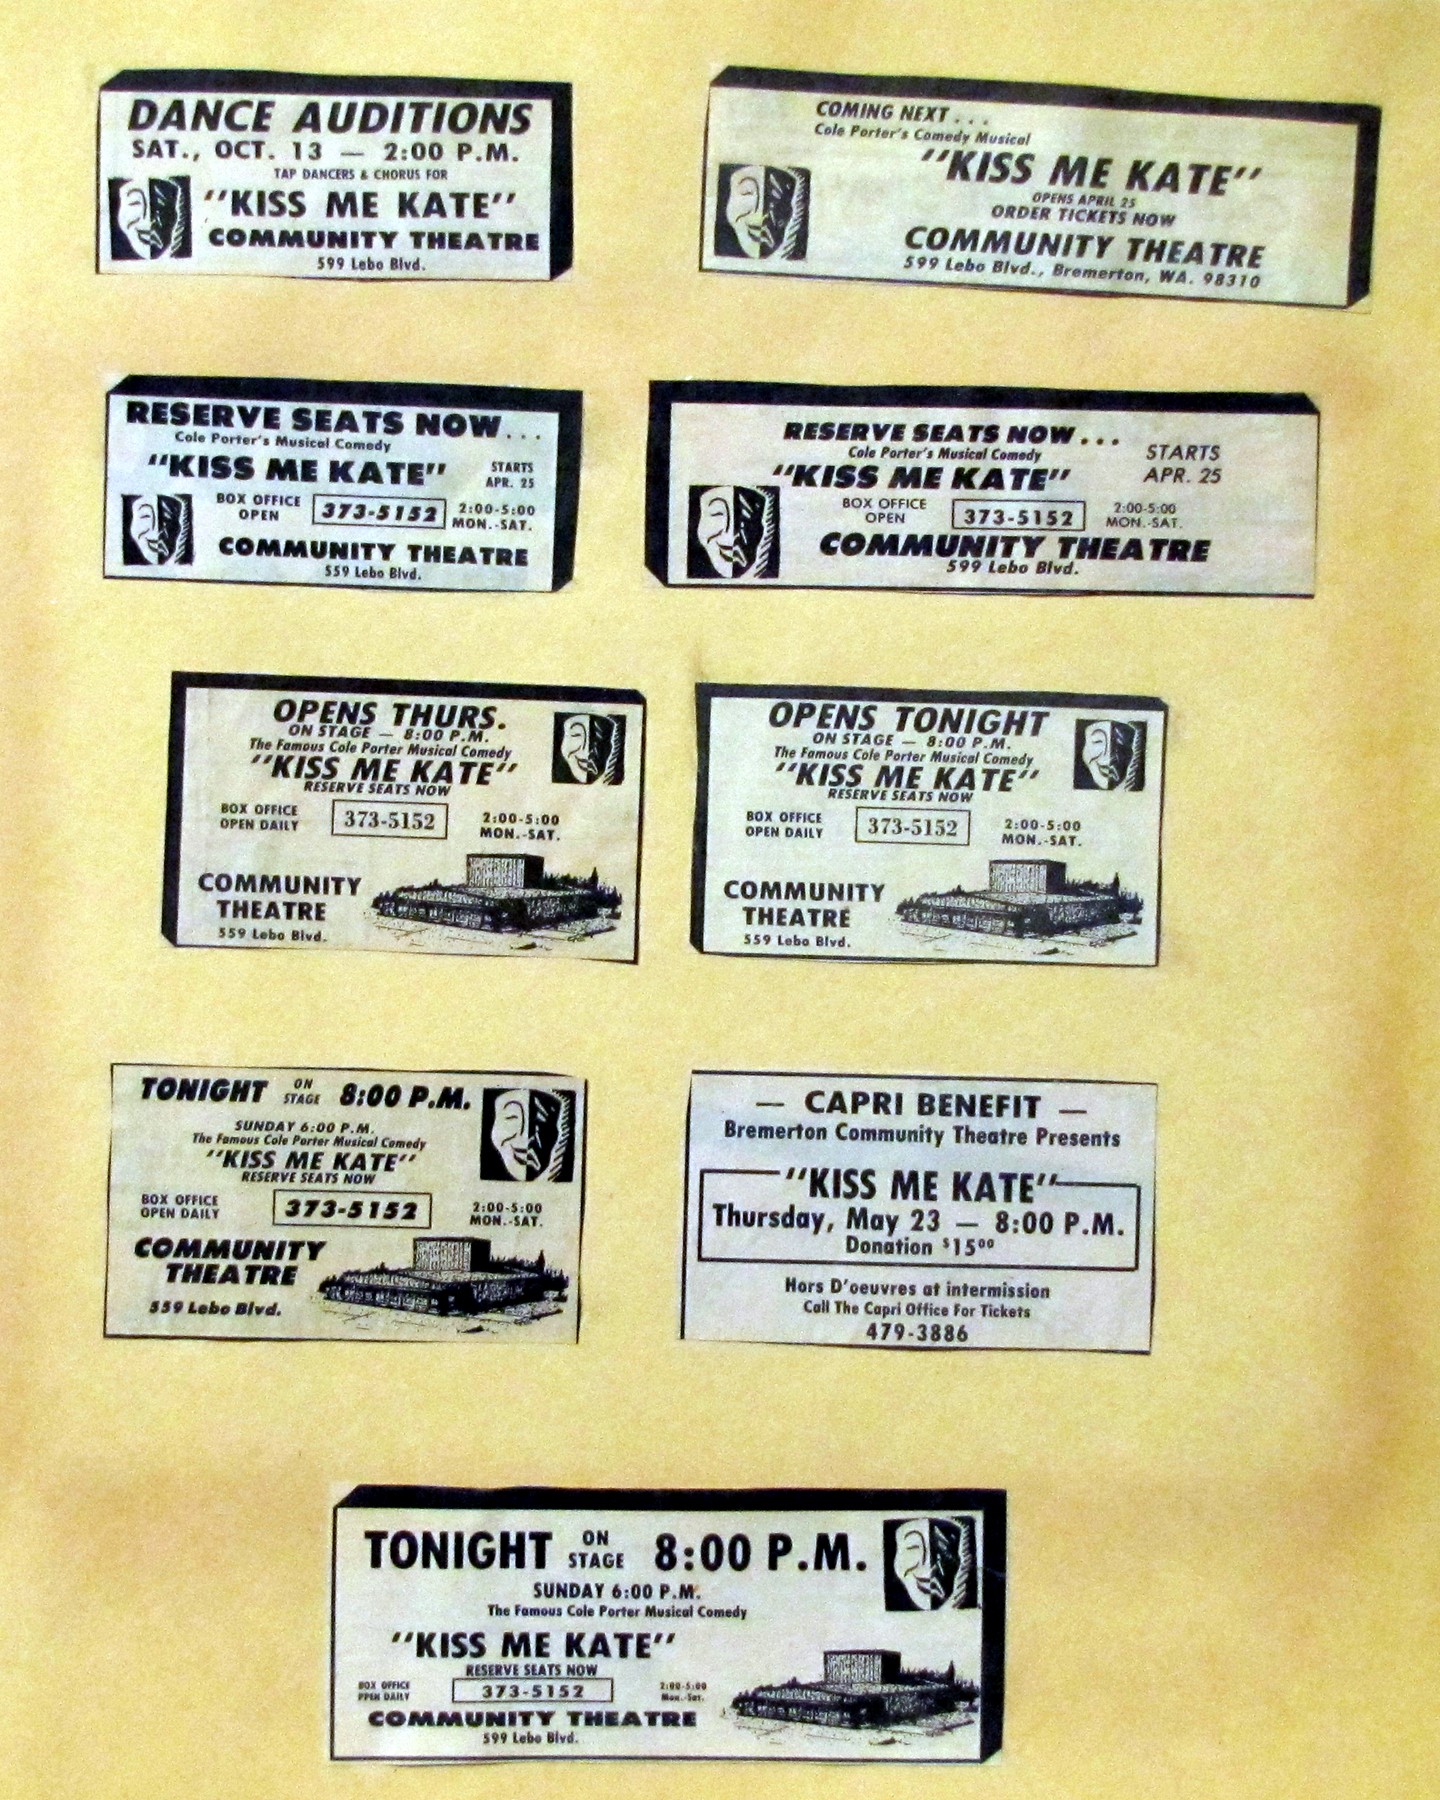 DANCE AUDITIONS
SAT., OCT. 13 — 2:00 P.M.
TAP DANCERS & CHORUS FOR
"KISS ME KATE"
COMMUNITY THEATRE
599 Lebo Blvd.
COMING NEXT . . .
Cole Porter's Comedy Musical
"KISS ME KATE"
OPENS APRIL 25
ORDER TICKETS NOW
COMMUNITY THEATRE
599 Lebo Blvd., Bremerton, WA. 98310
RESERVE SEATS NOW . . .
Cole Porter's Musical Comedy
"KISS ME KATE"
STARTS
APR. 25
BOX OFFICE
OPEN
373-5152
2:00-5:00
MON.-SAT.
COMMUNITY THEATRE
559 Lebo Blvd.
RESERVE SEATS NOW . . .
Cole Porter's Musical Comedy
"KISS ME KATE"
STARTS
APR. 25
BOX OFFICE
OPEN
373-5152
2:00-5:00
MON.-SAT.
COMMUNITY THEATRE
599 Lebo Blvd.
OPENS THURS.
ON STAGE — 8:00 P.M.
The Famous Cole Porter Musical Comedy
"KISS ME KATE"
RESERVE SEATS NOW
BOX OFFICE
OPEN DAILY
373-5152
2:00-5:00
MON.-SAT.
COMMUNITY
THEATRE
559 Lebo Blvd.
OPENS TONIGHT
ON STAGE — 8:00 P.M.
The Famous Cole Porter Musical Comedy
"KISS ME KATE"
RESERVE SEATS NOW
BOX OFFICE
OPEN DAILY
373-5152
2:00-5:00
MON.-SAT.
COMMUNITY
THEATRE
559 Lebo Blvd.
TONIGHT ON STAGE 8:00 P.M.
SUNDAY 6:00 P.M.
The Famous Cole Porter Musical Comedy
"KISS ME KATE"
RESERVE SEATS NOW
BOX OFFICE
OPEN DAILY
373-5152
2:00-5:00
MON.-SAT.
COMMUNITY
THEATRE
559 Lebo Blvd.
— CAPRI BENEFIT —
Bremerton Community Theatre Presents
"KISS ME KATE"
Thursday, May 23 — 8:00 P.M.
Donation $15⁰⁰
Hors D'oeuvres at intermission
Call The Capri Office For Tickets
479-3886
TONIGHT ON STAGE 8:00 P.M.
SUNDAY 6:00 P.M.
The Famous Cole Porter Musical Comedy
"KISS ME KATE"
RESERVE SEATS NOW
BOX OFFICE
PPEN DAILY
373-5152
2:00-5:00
Mon.-Sat.
COMMUNITY THEATRE
599 Lebo Blvd.